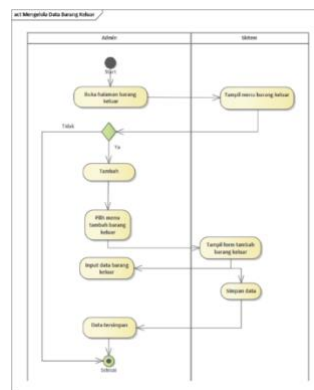 act Mengelola Data Barang Keluar
Admin
Sistem
Start
Buka halaman barang
keluar
Tampil menu barang keluar
Tidak
Ya
Tambah
Pilih menu
tambah barang
keluar
Tampil form tambah
barang keluar
Input data barang
keluar
Simpan data
Data tersimpan
Selesai